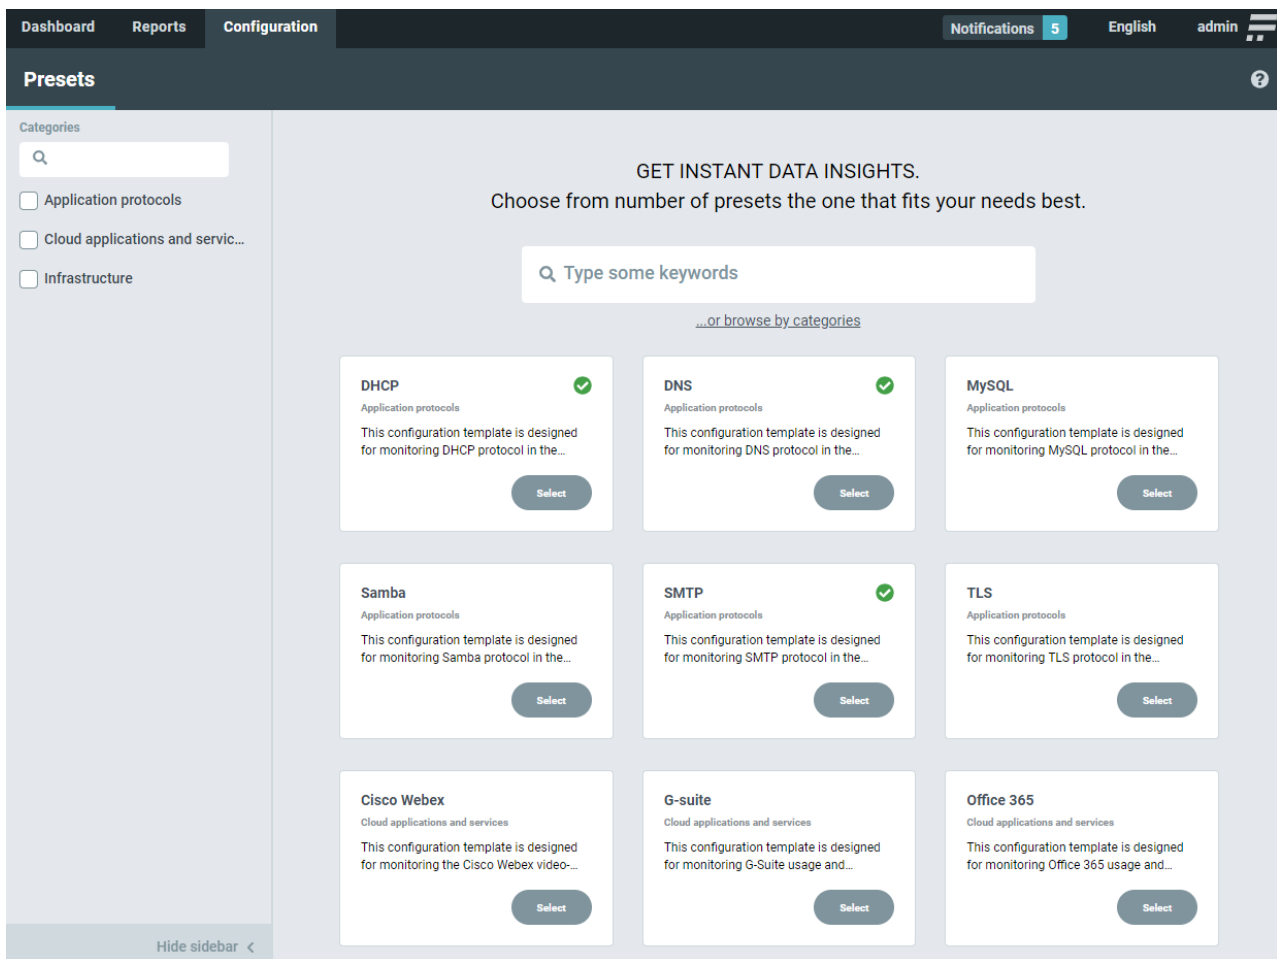 Dashboard Reports Configuration Notifications 5 English admin
Presets
Categories
Application protocols
Cloud applications and servic...
Infrastructure
GET INSTANT DATA INSIGHTS.
Choose from number of presets the one that fits your needs best.
Type some keywords
...or browse by categories
DHCP
Application protocols
This configuration template is designed
for monitoring DHCP protocol in the...
Select
DNS
Application protocols
This configuration template is designed
for monitoring DNS protocol in the...
Select
MySQL
Application protocols
This configuration template is designed
for monitoring MySQL protocol in the...
Select
Samba
Application protocols
This configuration template is designed
for monitoring Samba protocol in the...
Select
SMTP
Application protocols
This configuration template is designed
for monitoring SMTP protocol in the...
Select
TLS
Application protocols
This configuration template is designed
for monitoring TLS protocol in the...
Select
Cisco Webex
Cloud applications and services
This configuration template is designed
for monitoring the Cisco Webex video-...
Select
G-suite
Cloud applications and services
This configuration template is designed
for monitoring G-Suite usage and...
Select
Office 365
Cloud applications and services
This configuration template is designed
for monitoring Office 365 usage and...
Select
Hide sidebar